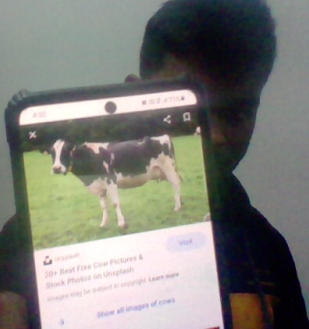 Unsplash
20+ Best Free Cow Pictures &
Stock Photos on Unsplash
Visit
Images may be subject to copyright. Learn more
Show all images of cows